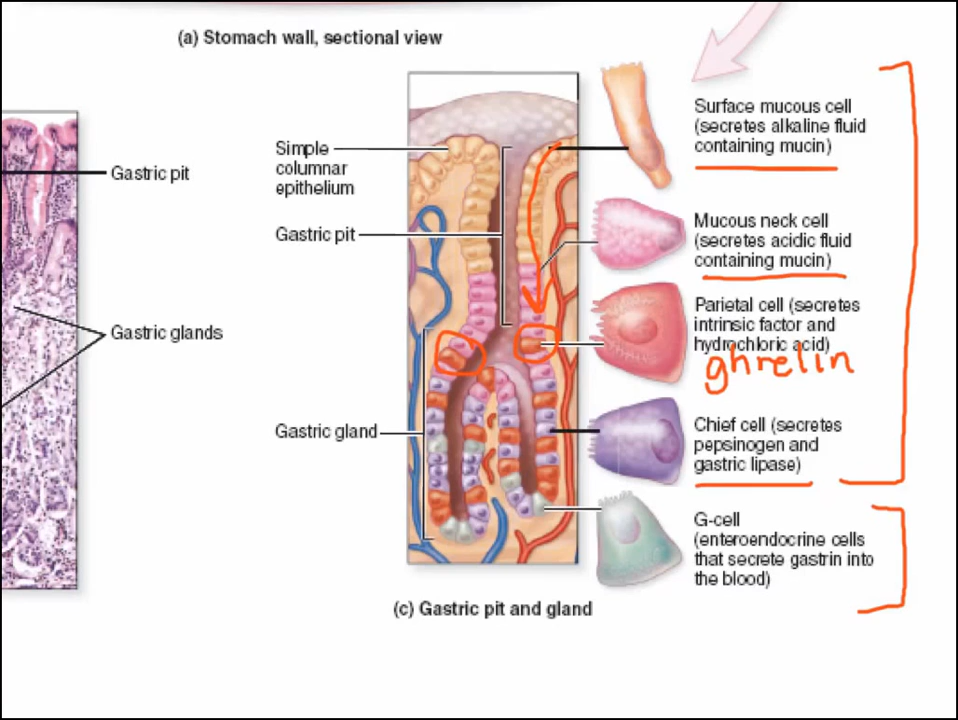 (a) Stomach wall, sectional view
Gastric pit
Gastric glands
Simple
columnar
epithelium
Gastric pit
Gastric gland
Surface mucous cell
(secretes alkaline fluid
containing mucin)
Mucous neck cell
(secretes acidic fluid
containing mucin)
Parietal cell (secretes
intrinsic factor and
hydrochloric acid)
ghrelin
Chief cell (secretes
pepsinogen and
gastric lipase)
G-cell
(enteroendocrine cells
that secrete gastrin into
the blood)
(c) Gastric pit and gland